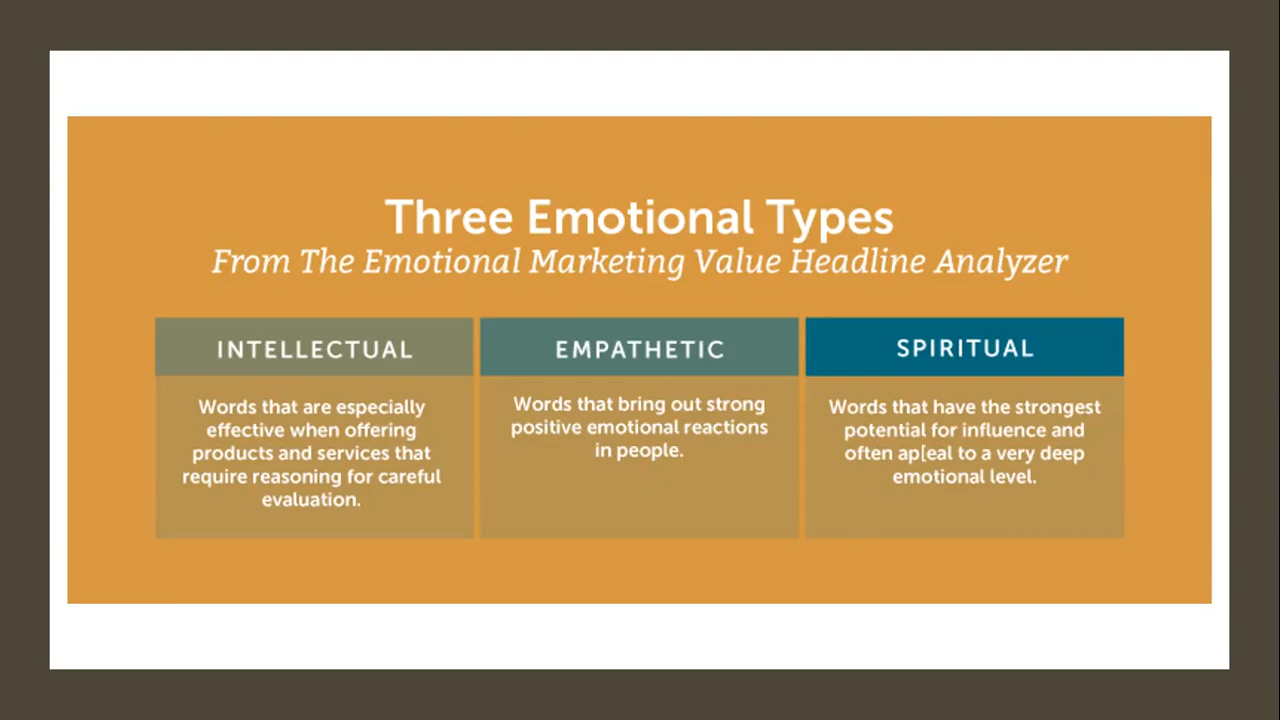 Three Emotional Types
From The Emotional Marketing Value Headline Analyzer
INTELLECTUAL
Words that are especially
effective when offering
products and services that
require reasoning for careful
evaluation.
EMPATHETIC
Words that bring out strong
positive emotional reactions
in people.
SPIRITUAL
Words that have the strongest
potential for influence and
often ap[eal to a very deep
emotional level.